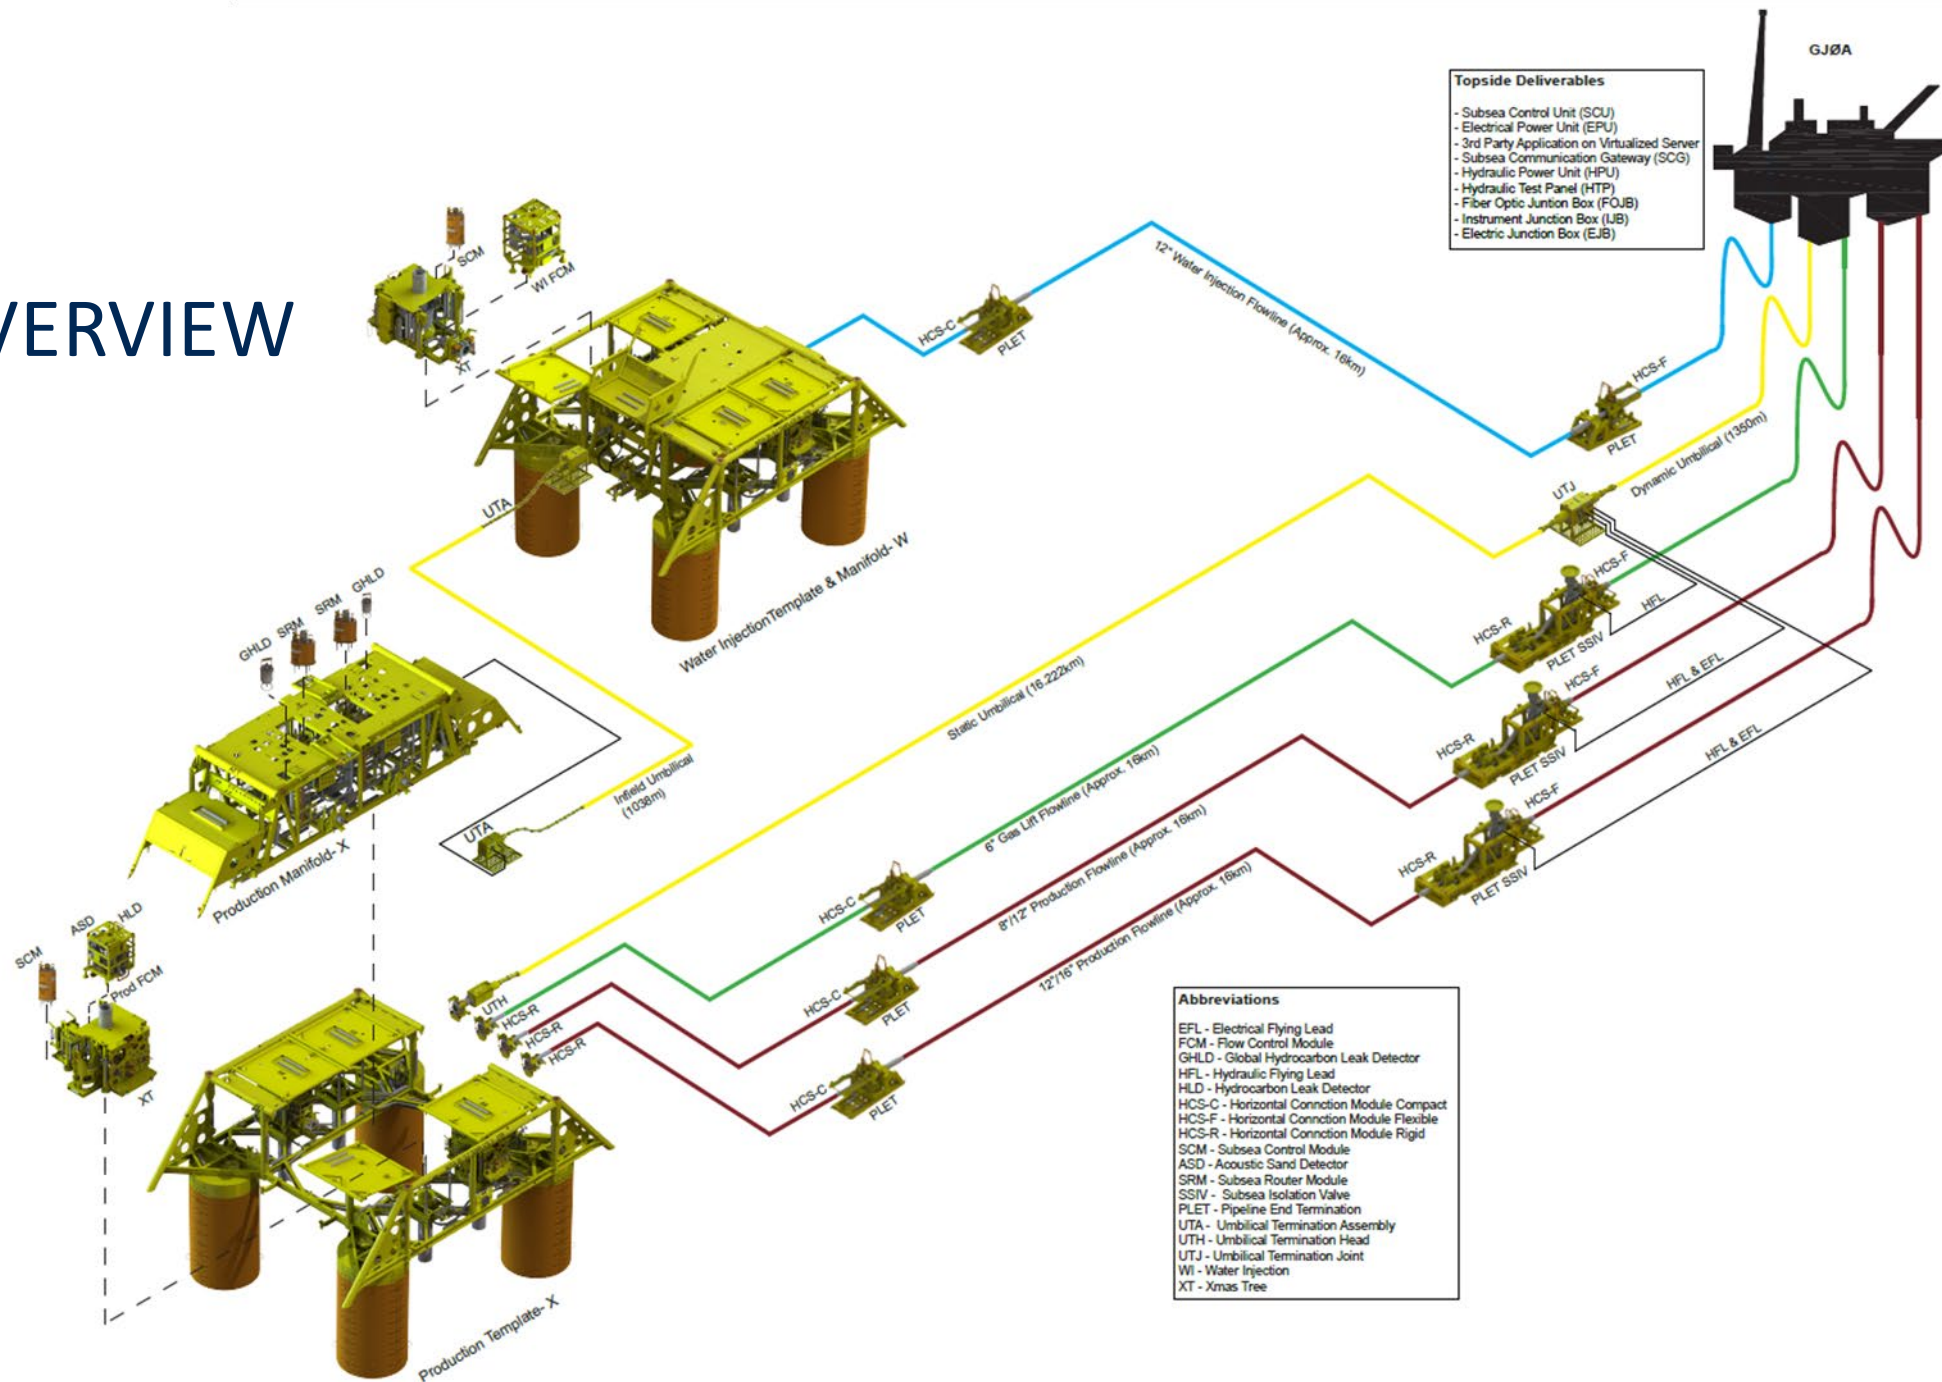 VERVIEW
GJØA
Topside Deliverables
- Subsea Control Unit (SCU)
- Electrical Power Unit (EPU)
- 3rd Party Application on Virtualized Server
- Subsea Communication Gateway (SCG)
- Hydraulic Power Unit (HPU)
- Hydraulic Test Panel (HTP)
- Fiber Optic Juntion Box (FOJB)
- Instrument Junction Box (IJB)
- Electric Junction Box (EJB)
SCM
WI FCM
XT
HCS-C
PLET
12" Water Injection Flowline (Approx. 16km)
HCS-F
PLET
UTA
Water InjectionTemplate & Manifold- W
UTJ
Dynamic Umbilical (1350m)
GHLD
SRM
SRM
GHLD
Production Manifold- X
UTA
Infield Umbilical
(1038m)
Static Umbilical (16.222km)
HCS-F
HFL
HCS-R
PLET SSIV
HCS-F
HFL & EFL
HCS-R
PLET SSIV
HCS-F
HFL & EFL
HCS-R
PLET SSIV
6" Gas Lift Flowline (Approx. 16km)
HCS-C
PLET
8"/12" Production Flowline (Approx. 16km)
HCS-C
PLET
12"/16" Production Flowline (Approx. 16km)
HCS-C
PLET
UTH
HCS-R
HCS-R
HCS-R
SCM
ASD
HLD
Prod FCM
XT
Production Template- X
Abbreviations
EFL - Electrical Flying Lead
FCM - Flow Control Module
GHLD - Global Hydrocarbon Leak Detector
HFL - Hydraulic Flying Lead
HLD - Hydrocarbon Leak Detector
HCS-C - Horizontal Connction Module Compact
HCS-F - Horizontal Connction Module Flexible
HCS-R - Horizontal Connction Module Rigid
SCM - Subsea Control Module
ASD - Acoustic Sand Detector
SRM - Subsea Router Module
SSIV - Subsea Isolation Valve
PLET - Pipeline End Termination
UTA - Umbilical Termination Assembly
UTH - Umbilical Termination Head
UTJ - Umbilical Termination Joint
WI - Water Injection
XT - Xmas Tree